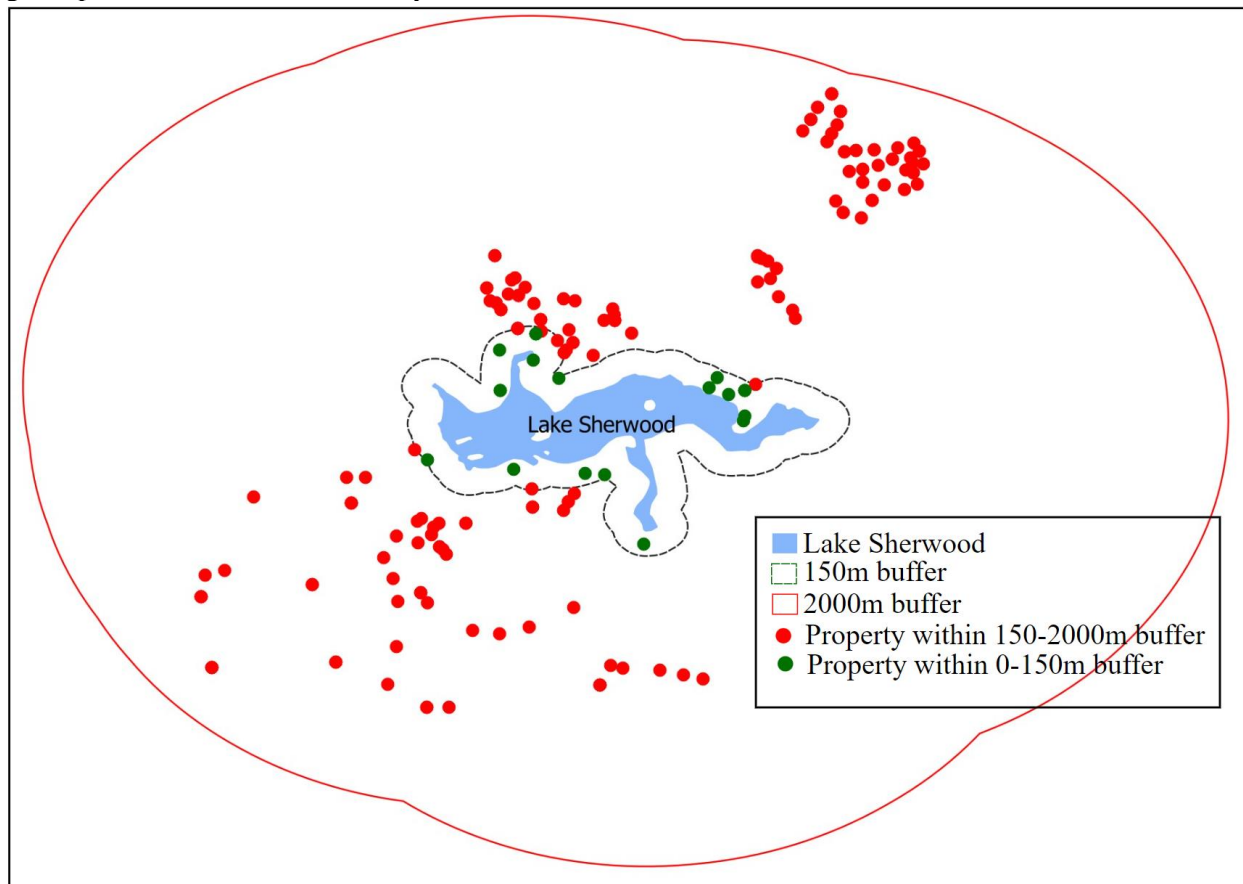 Lake Sherwood
Lake Sherwood
150m buffer
2000m buffer
Property within 150-2000m buffer
Property within 0-150m buffer